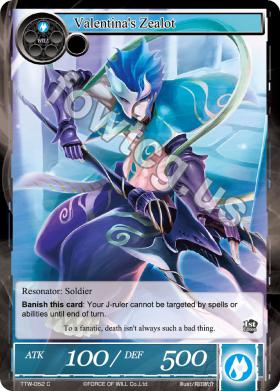 Valentina's Zealot
WILL
fowtcg.us
Resonator: Soldier
1st
Banish this card: Your J-ruler cannot be targeted by spells or
abilities until end of turn.
To a fanatic, death isn't always such a bad thing.
ATK 100/ DEF 500
TTW-052 C
©FORCE OF WILL Co.,Ltd.